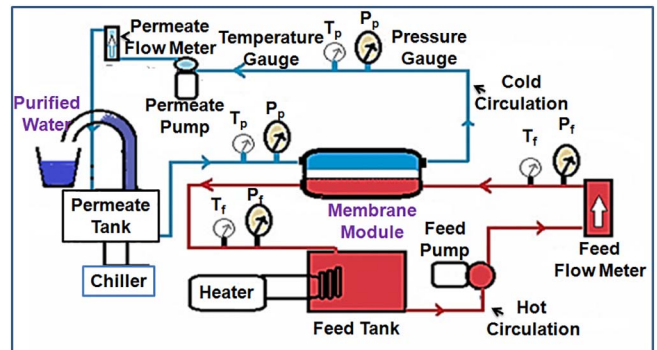 Permeate
Flow Meter
Temperature
Gauge
Tp
Pp
Pressure
Gauge
Cold
Circulation
Purified
Water
Permeate
Pump
Tp
Pp
Tf
Pf
Permeate
Tank
Chiller
Tf
Pf
Membrane
Module
Feed
Pump
Feed
Flow Meter
Heater
Feed Tank
Hot
Circulation